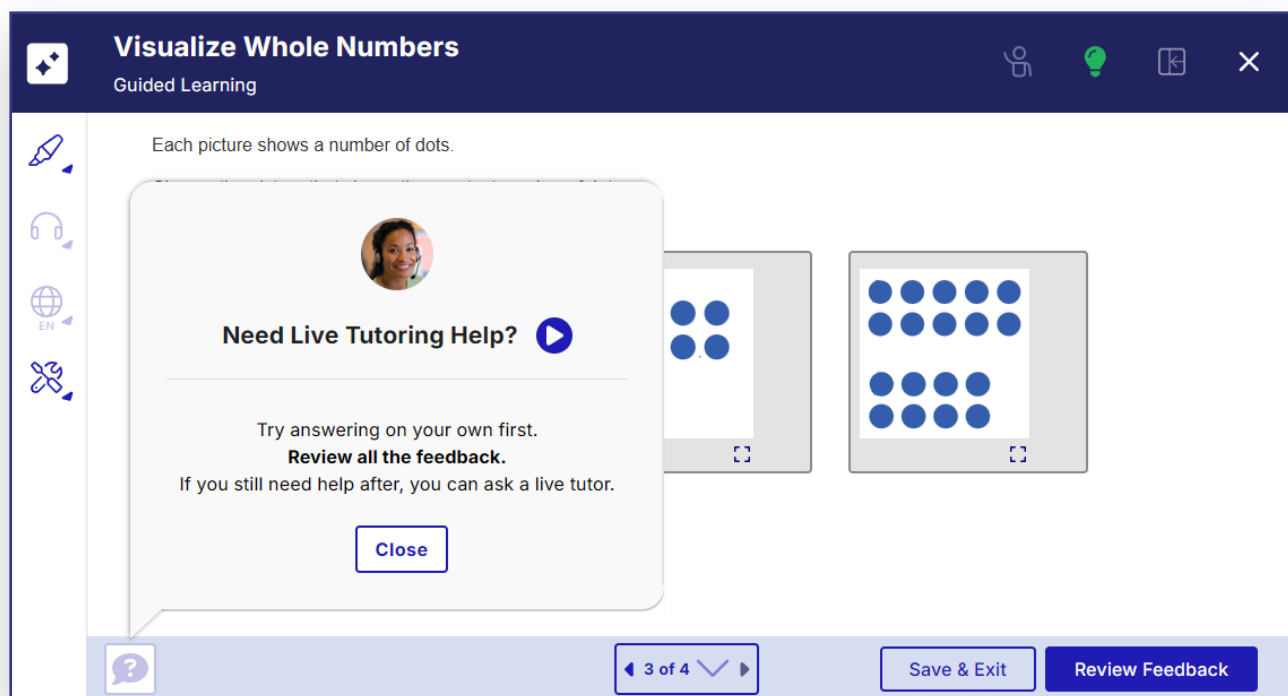 Visualize Whole Numbers
Guided Learning
Each picture shows a number of dots.
EN
Need Live Tutoring Help?
Try answering on your own first.
Review all the feedback.
If you still need help after, you can ask a live tutor.
Close
?
3 of 4
Save & Exit
Review Feedback